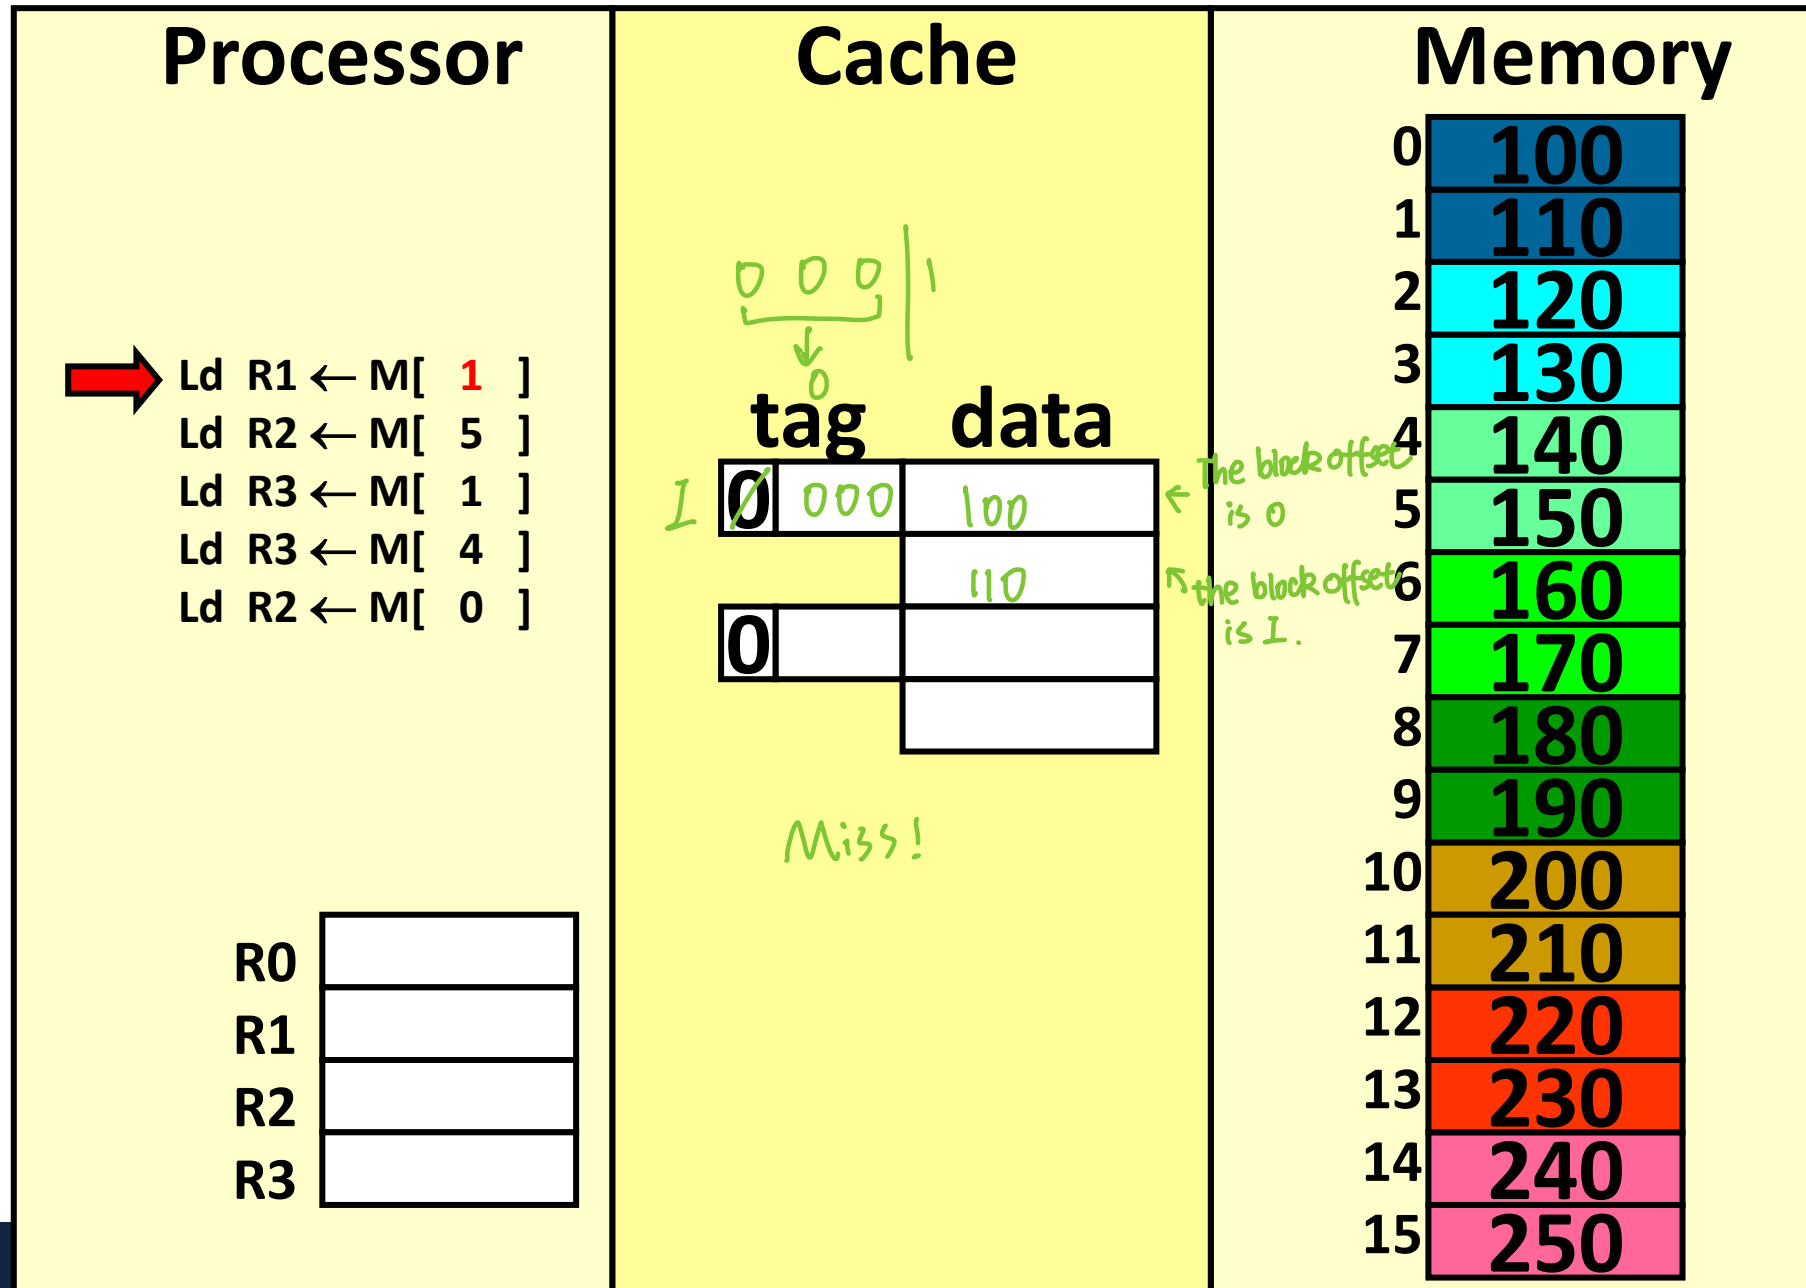 Processor
Ld R1 ← M[ 1 ]
Ld R2 ← M[ 5 ]
Ld R3 ← M[ 1 ]
Ld R3 ← M[ 4 ]
Ld R2 ← M[ 0 ]
R0
R1
R2
R3
Cache
0 0 0 | 1
0
tag data
I 0 000 100
110
0
The block offset
is 0
the block offset
is I.
Miss!
Memory
0 100
1 110
2 120
3 130
4 140
5 150
6 160
7 170
8 180
9 190
10 200
11 210
12 220
13 230
14 240
15 250